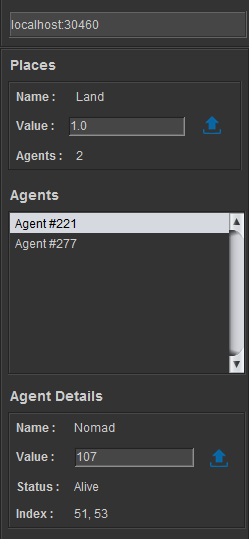 localhost:30460
Places
Name : Land
Value : 1.0
Agents : 2
Agents
Agent #221
Agent #277
Agent Details
Name : Nomad
Value : 107
Status : Alive
Index : 51, 53